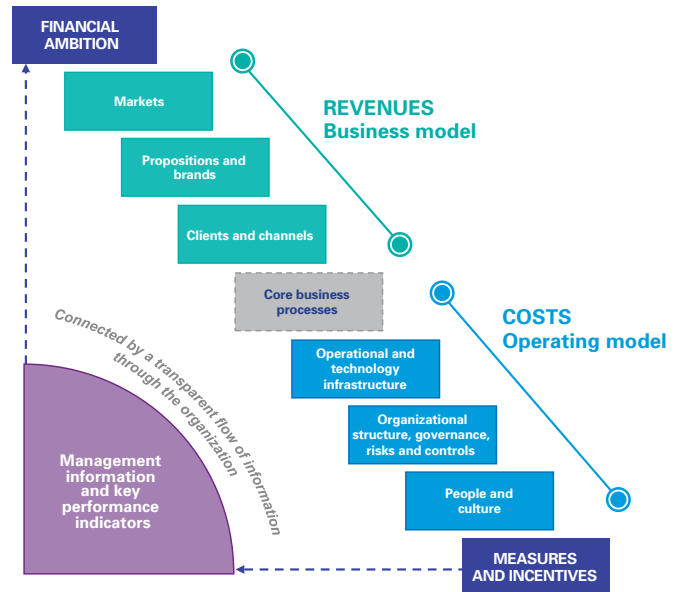 FINANCIAL
AMBITION
Markets
REVENUES
Business model
Propositions and
brands
Clients and channels
Core business
processes
COSTS
Operating model
Connected by a transparent flow of information
through the organization
Operational and
technology
infrastructure
Organizational
structure, governance,
risks and controls
Management
information
and key
performance
indicators
People and
culture
MEASURES
AND INCENTIVES